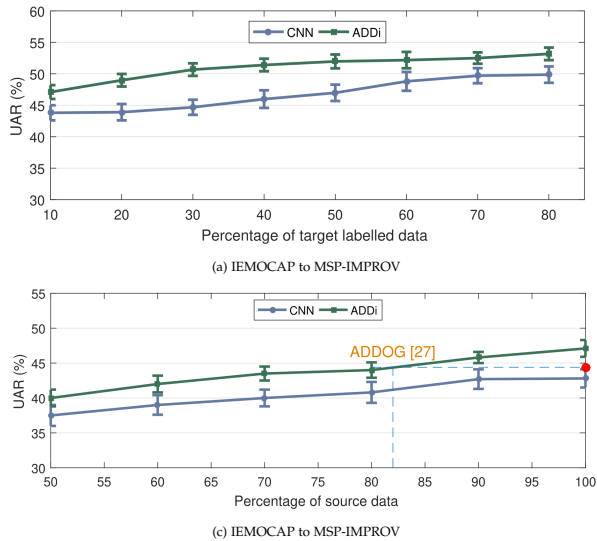 60
55
50
45
40
35
30
UAR (%)
CNN ADDi
10 20 30 40 50 60 70 80
Percentage of target labelled data
(a) IEMOCAP to MSP-IMPROV
55
50
45
40
35
30
UAR (%)
CNN ADDi
ADDOG [27]
50 55 60 65 70 75 80 85 90 95 100
Percentage of source data
(c) IEMOCAP to MSP-IMPROV